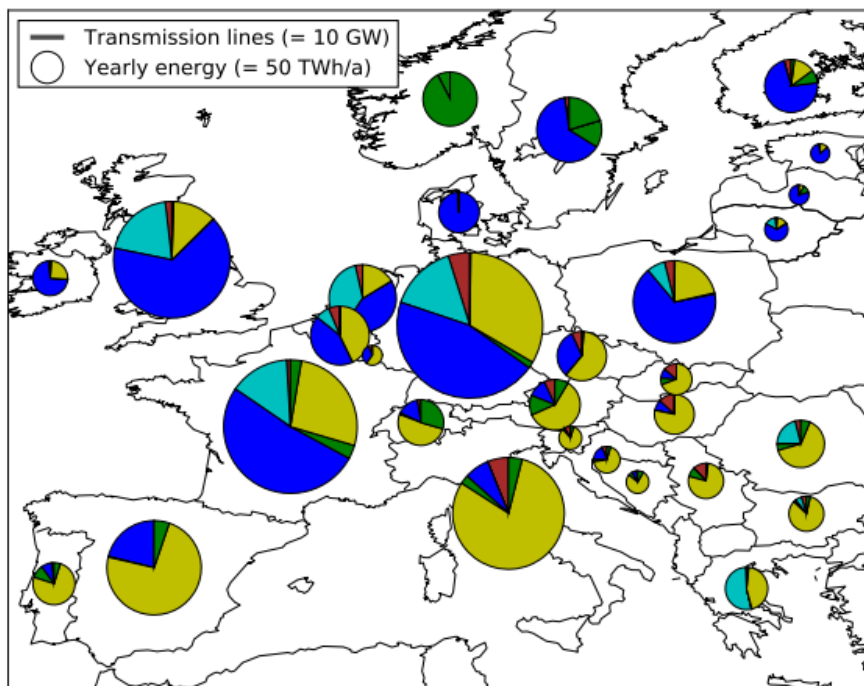 Transmission lines (= 10 GW)
Yearly energy (= 50 TWh/a)